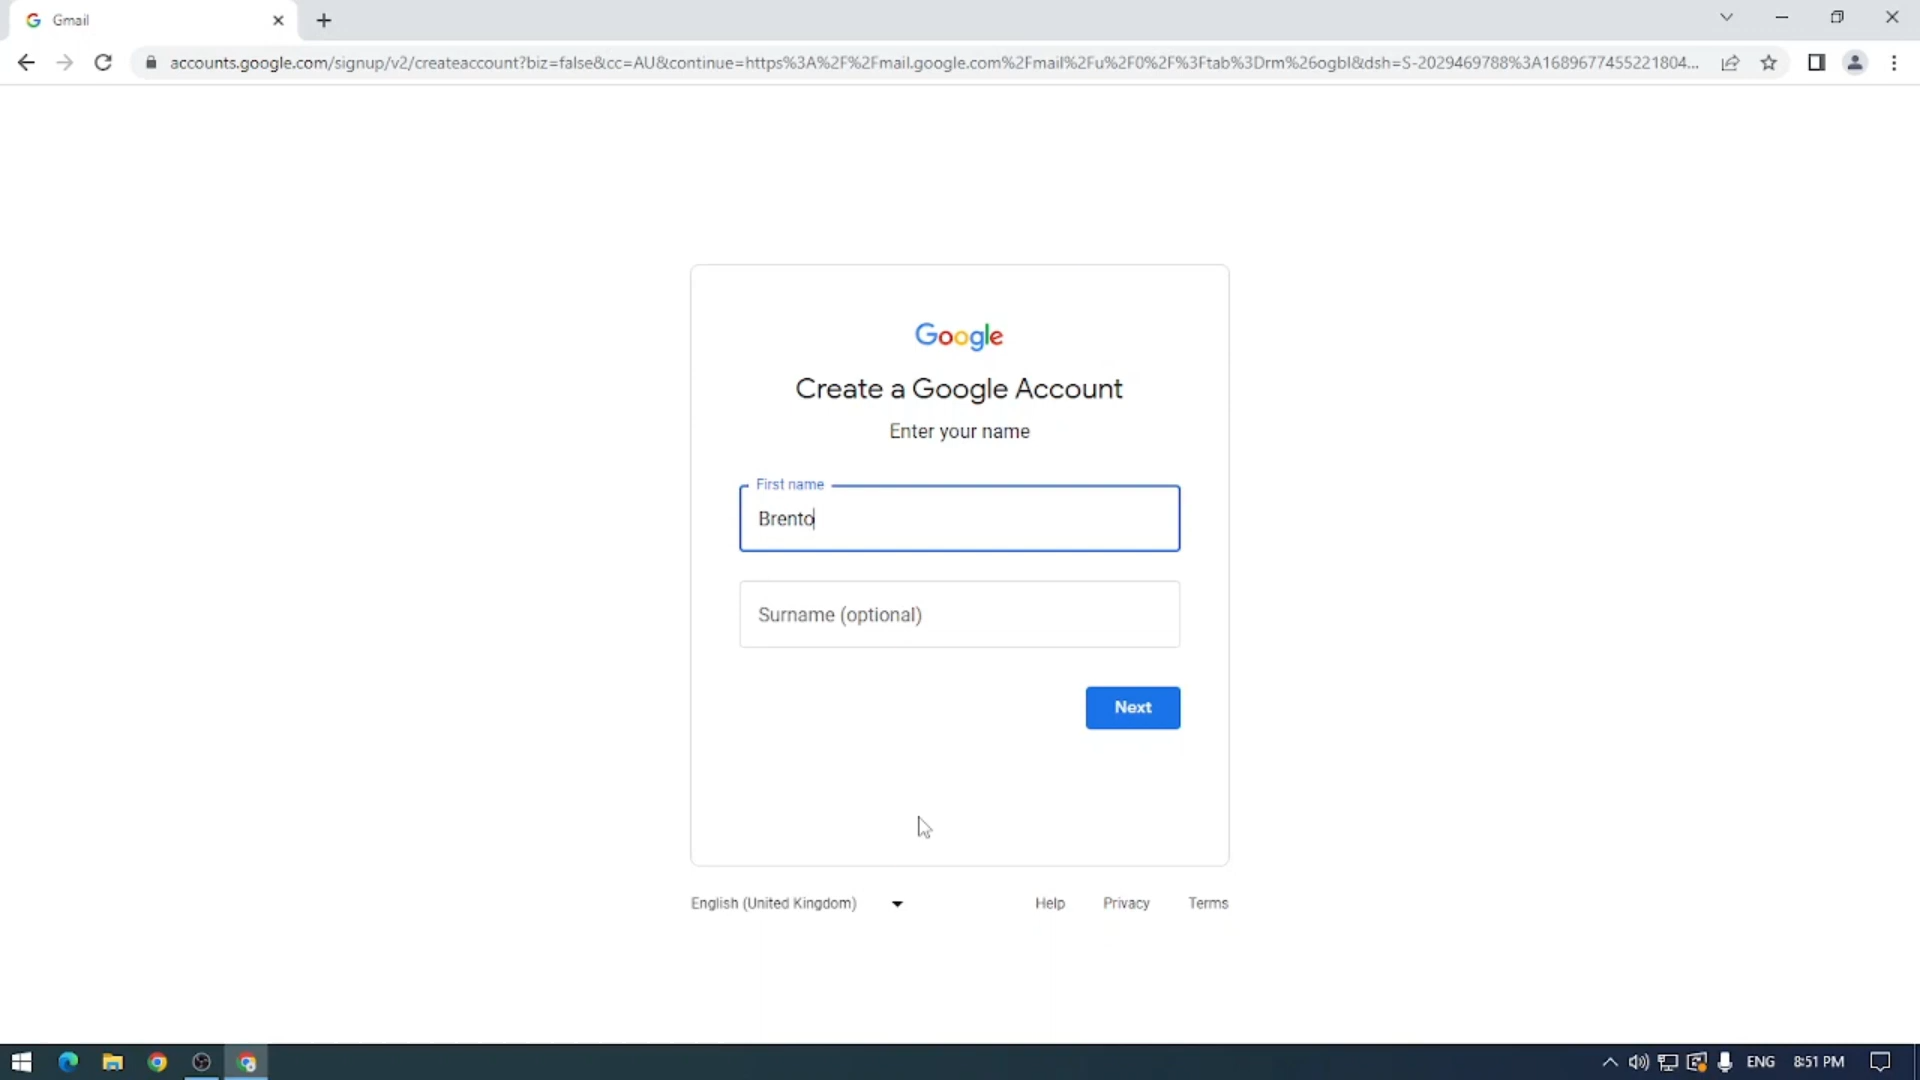 Gmail
accounts.google.com/signup/v2/createaccount?biz=false&cc=AU&continue=https%3A%2F%2Fmail.google.com%2Fmail%2Fu%2F0%2F%3Ftab%3Drm%26ogbl&dsh=S-2029469788%3A1689677455221804...
Google
Create a Google Account
Enter your name
First name
Brento
Surname (optional)
Next
English (United Kingdom)
Help
Privacy
Terms
ENG
8:51 PM